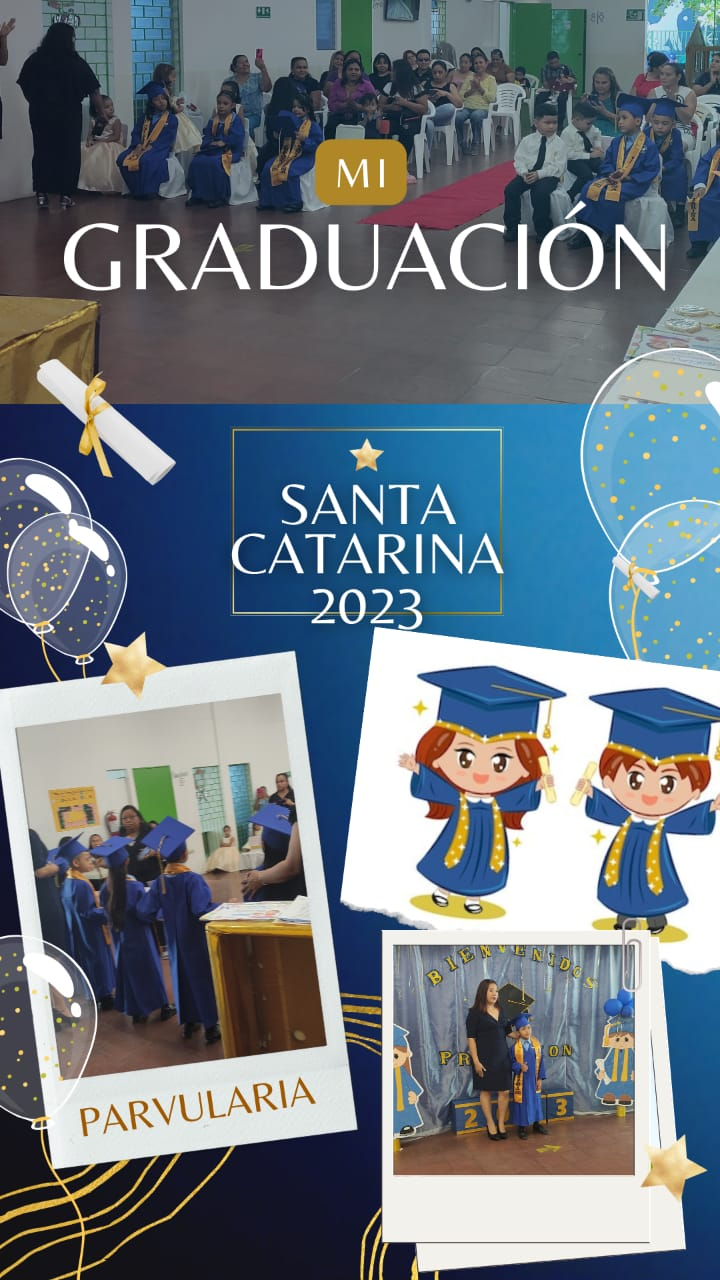 MI
GRADUACIÓN
SANTA
CATARINA
2023
PARVULARIA
BIENVENIDOS